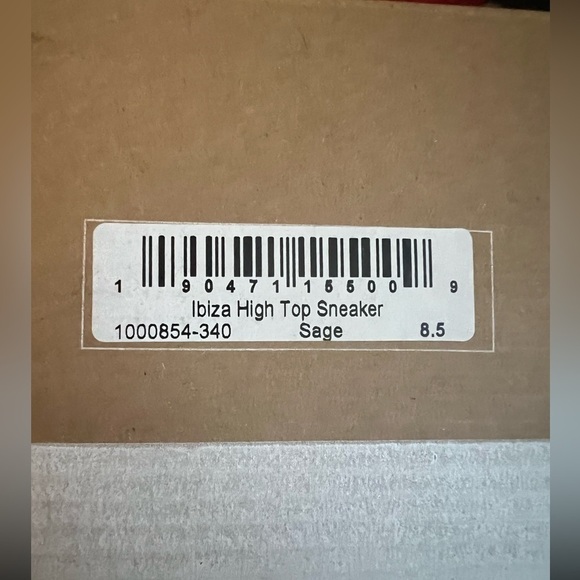 1 90471 15500 9
Ibiza High Top Sneaker
1000854-340 Sage 8.5